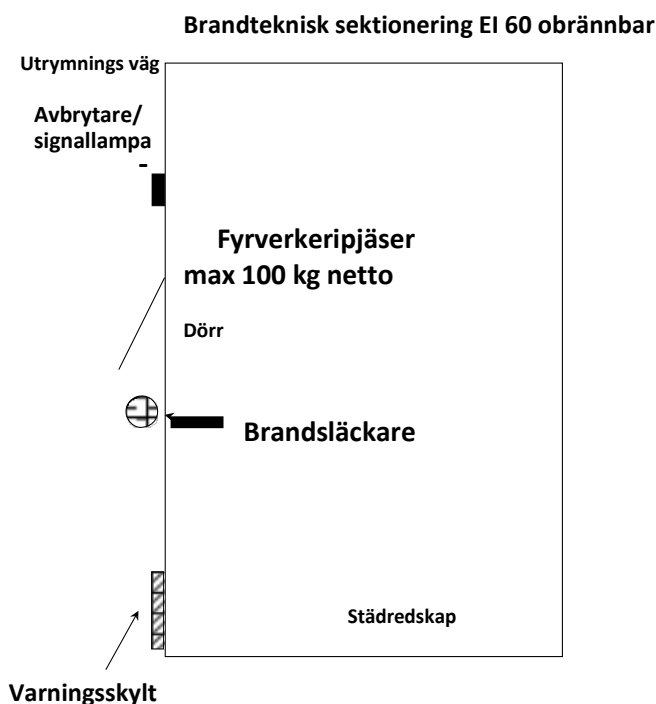 Brandteknisk sektionering EI 60 obrännbar
Utrymnings väg
Avbrytare/
signallampa
Fyrverkeripjäser
max 100 kg netto
Dörr
Brandsläckare
Städredskap
Varningsskylt